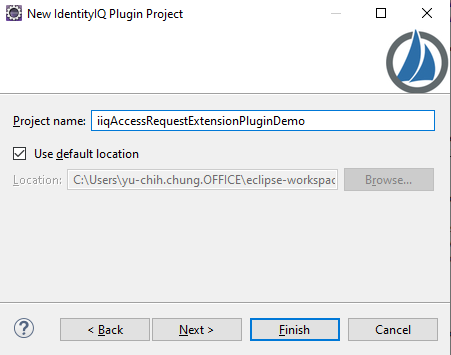 New IdentityIQ Plugin Project
Project name: iiqAccessRequestExtensionPluginDemo
Use default location
Location: C:\Users\yu-chih.chung.OFFICE\eclipse-workspac Browse...
? < Back Next > Finish Cancel